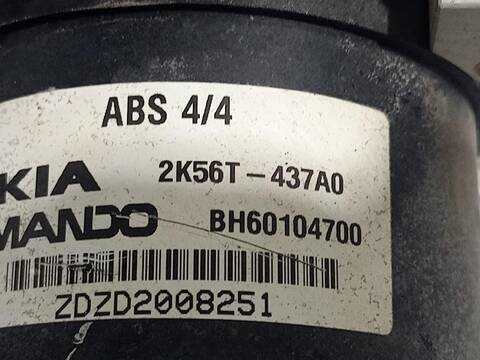 ABS 4/4
KIA 2K56T-437A0
MANDO BH60104700
ZDZD2008251